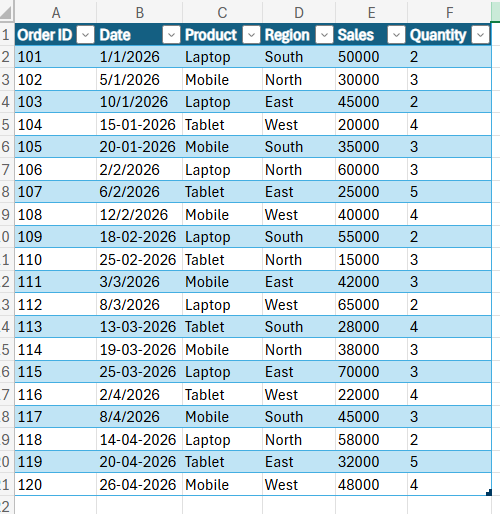 A B C D E F
1 Order ID Date Product Region Sales Quantity
2 101 1/1/2026 Laptop South 50000 2
3 102 5/1/2026 Mobile North 30000 3
4 103 10/1/2026 Laptop East 45000 2
5 104 15-01-2026 Tablet West 20000 4
6 105 20-01-2026 Mobile South 35000 3
7 106 2/2/2026 Laptop North 60000 3
8 107 6/2/2026 Tablet East 25000 5
9 108 12/2/2026 Mobile West 40000 4
0 109 18-02-2026 Laptop South 55000 2
1 110 25-02-2026 Tablet North 15000 3
2 111 3/3/2026 Mobile East 42000 3
3 112 8/3/2026 Laptop West 65000 2
4 113 13-03-2026 Tablet South 28000 4
5 114 19-03-2026 Mobile North 38000 3
6 115 25-03-2026 Laptop East 70000 3
7 116 2/4/2026 Tablet West 22000 4
8 117 8/4/2026 Mobile South 45000 3
9 118 14-04-2026 Laptop North 58000 2
20 119 20-04-2026 Tablet East 32000 5
21 120 26-04-2026 Mobile West 48000 4
22